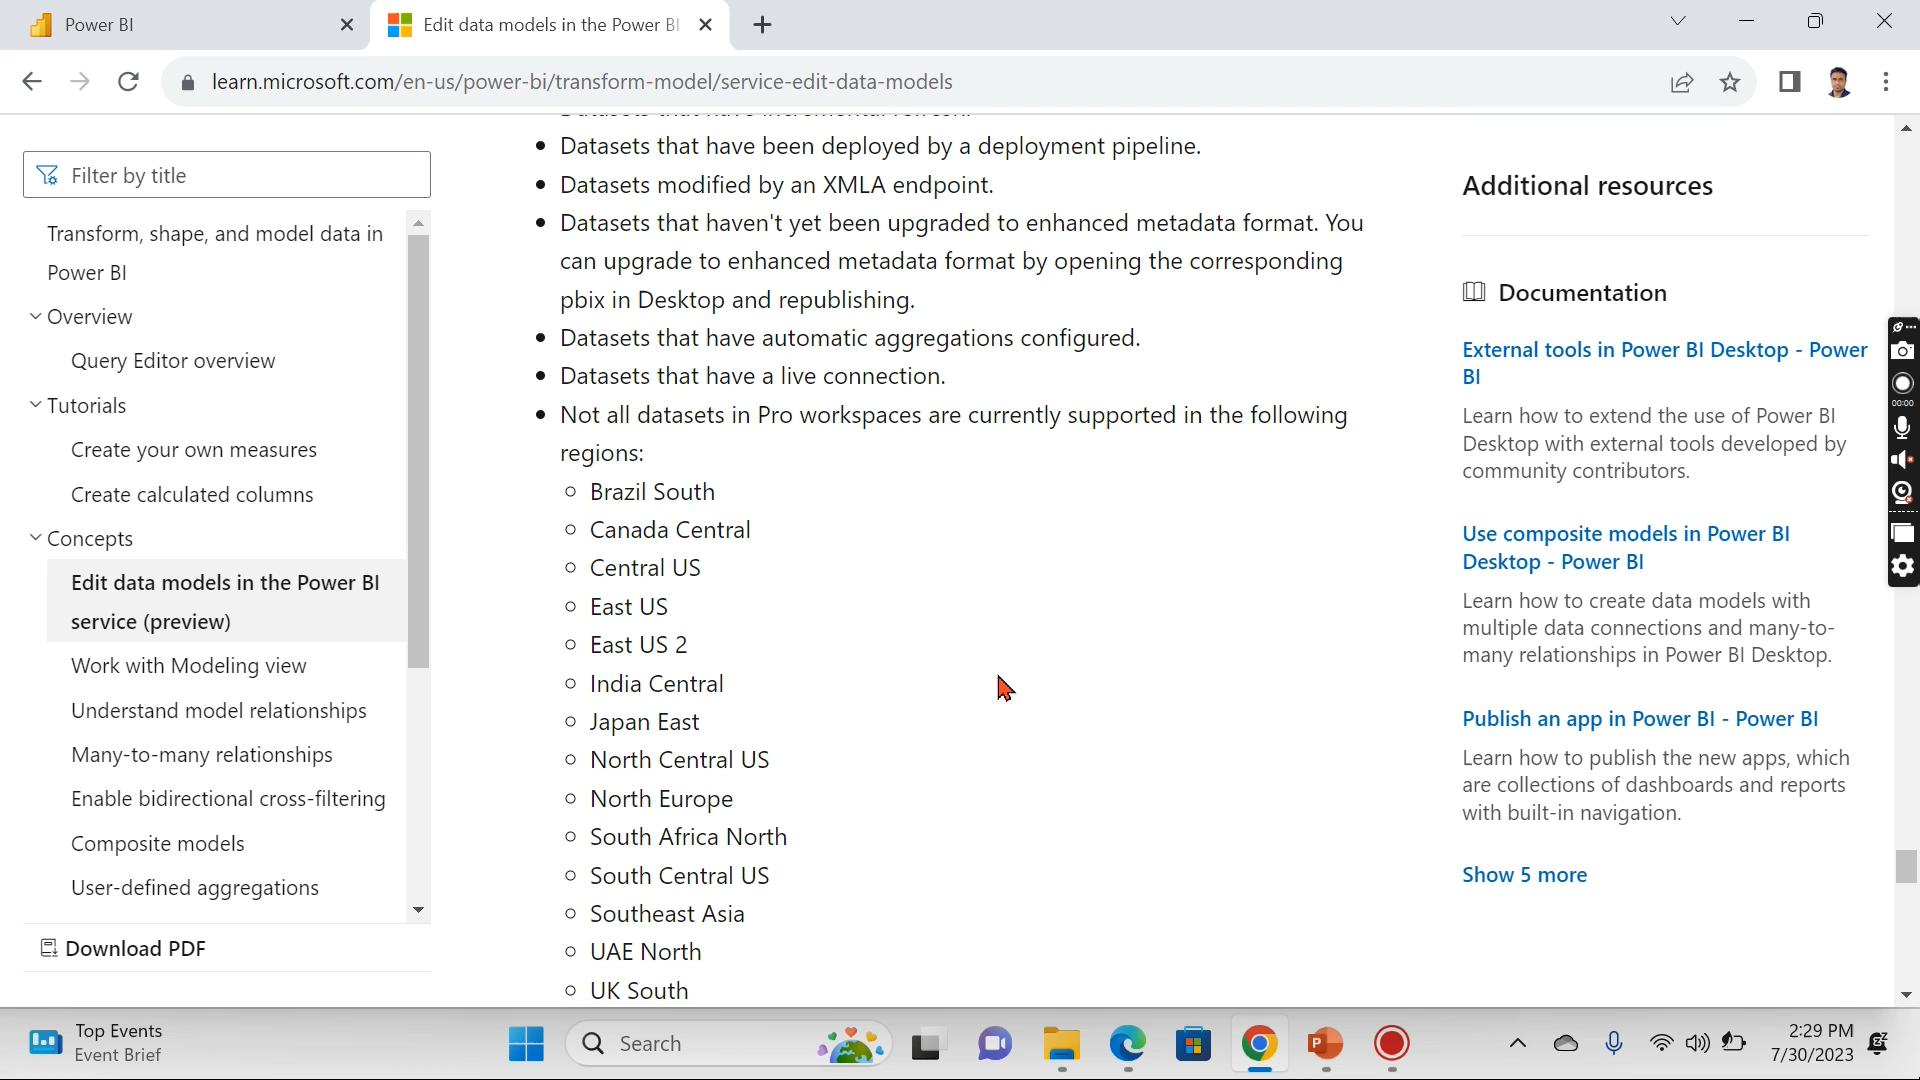 Power BI
Edit data models in the Power BI
learn.microsoft.com/en-us/power-bi/transform-model/service-edit-data-models
Filter by title
Transform, shape, and model data in
Power BI
Overview
Query Editor overview
Tutorials
Create your own measures
Create calculated columns
Concepts
Edit data models in the Power BI
service (preview)
Work with Modeling view
Understand model relationships
Many-to-many relationships
Enable bidirectional cross-filtering
Composite models
User-defined aggregations
Download PDF
Datasets that have been deployed by a deployment pipeline.
Datasets modified by an XMLA endpoint.
Datasets that haven't yet been upgraded to enhanced metadata format. You
can upgrade to enhanced metadata format by opening the corresponding
pbix in Desktop and republishing.
Datasets that have automatic aggregations configured.
Datasets that have a live connection.
Not all datasets in Pro workspaces are currently supported in the following
regions:
Brazil South
Canada Central
Central US
East US
East US 2
India Central
Japan East
North Central US
North Europe
South Africa North
South Central US
Southeast Asia
UAE North
UK South
Additional resources
Documentation
External tools in Power BI Desktop - Power
BI
Learn how to extend the use of Power BI
Desktop with external tools developed by
community contributors.
Use composite models in Power BI
Desktop - Power BI
Learn how to create data models with
multiple data connections and many-to-
many relationships in Power BI Desktop.
Publish an app in Power BI - Power BI
Learn how to publish the new apps, which
are collections of dashboards and reports
with built-in navigation.
Show 5 more
00:00
Top Events
Event Brief
Search
2:29 PM
7/30/2023